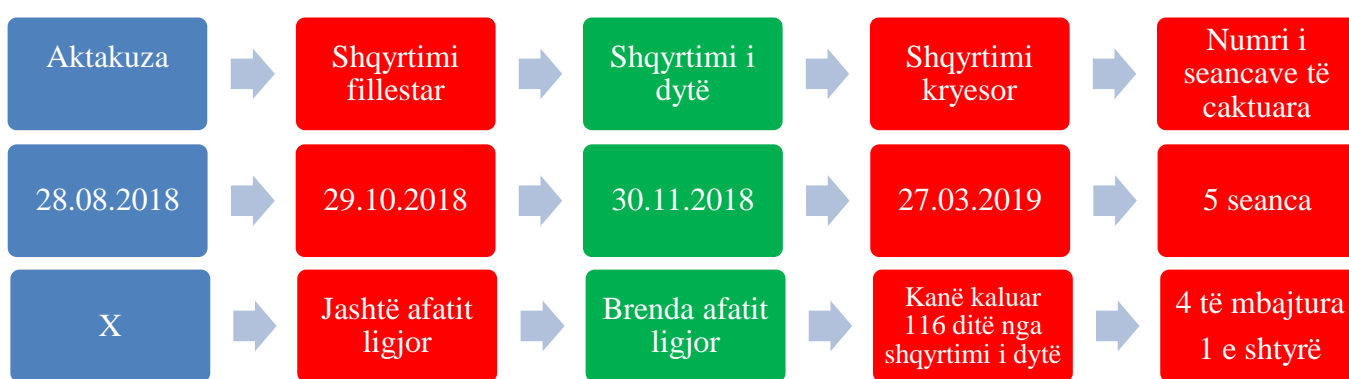 Aktakuza
Shqyrtimi
fillestar
Shqyrtimi i
dytë
Shqyrtimi
kryesor
Numri i
seancave të
caktuara
28.08.2018
29.10.2018
30.11.2018
27.03.2019
5 seanca
X
Jashtë afatit
ligjor
Brenda afatit
ligjor
Kanë kaluar
116 ditë nga
shqyrtimi i dytë
4 të mbajtura
1 e shtyrë